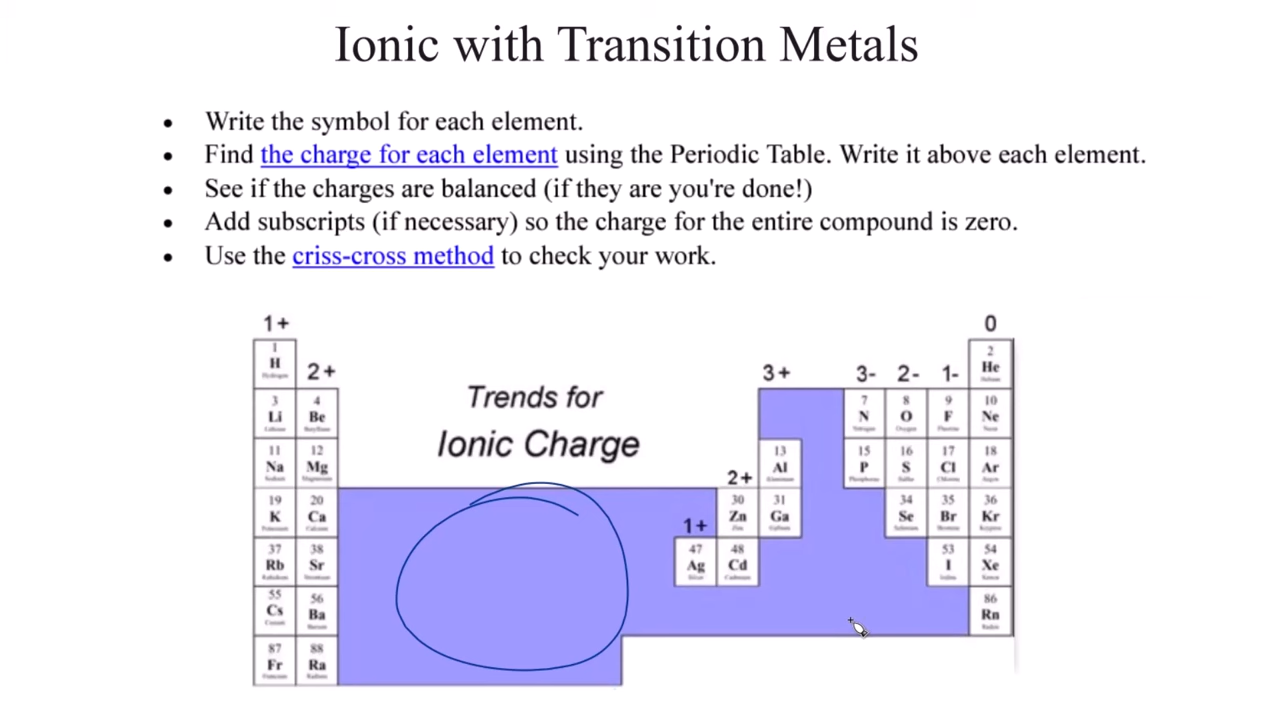 Ionic with Transition Metals
• Write the symbol for each element.
• Find the charge for each element using the Periodic Table. Write it above each element.
• See if the charges are balanced (if they are you're done!)
• Add subscripts (if necessary) so the charge for the entire compound is zero.
• Use the criss-cross method to check your work.
1+ 0
1 2
H He
2+ 3+ 3- 2- 1-
Trends for
Ionic Charge
3 4 7 8 9 10
Li Be N O F Ne
11 12 13 15 16 17 18
Na Mg Al P S Cl Ar
2+
19 20 30 31 34 35 36
K Ca Zn Ga Se Br Kr
1+
37 38 47 48 53 54
Rb Sr Ag Cd I Xe
55 56 86
Cs Ba Rn
87 88
Fr Ra